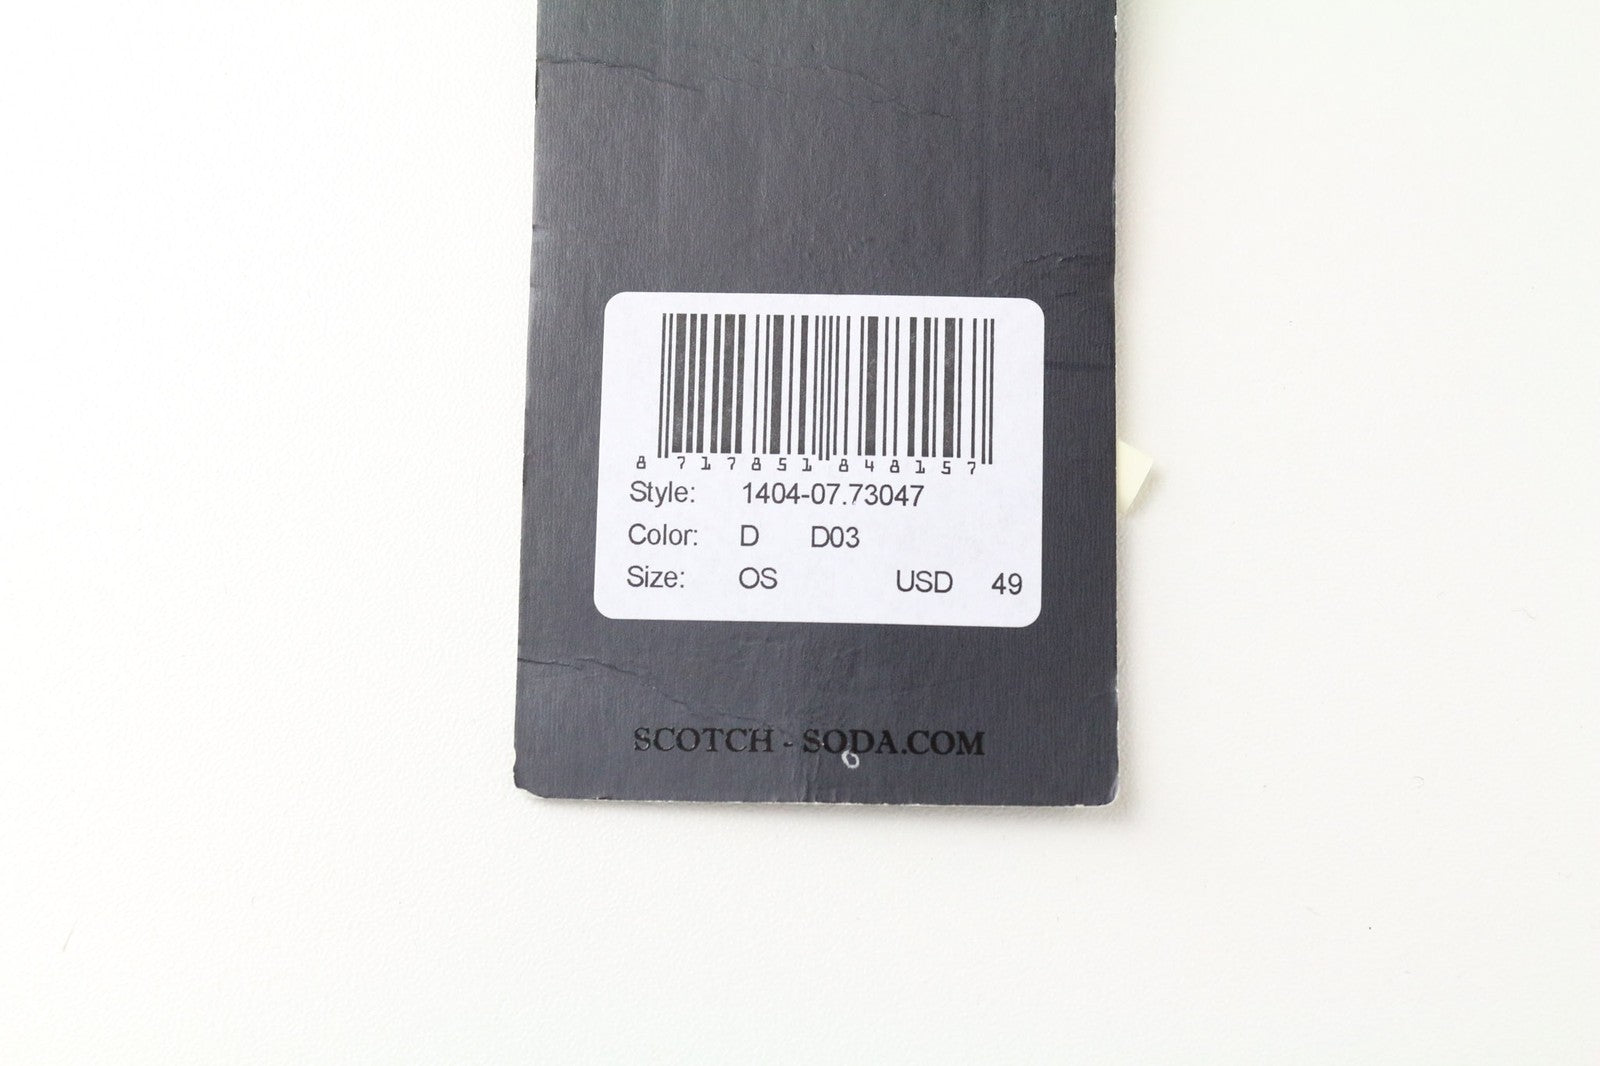 8 717851 848157
Style: 1404-07.73047
Color: D D03
Size: OS USD 49
SCOTCH - SODA.COM